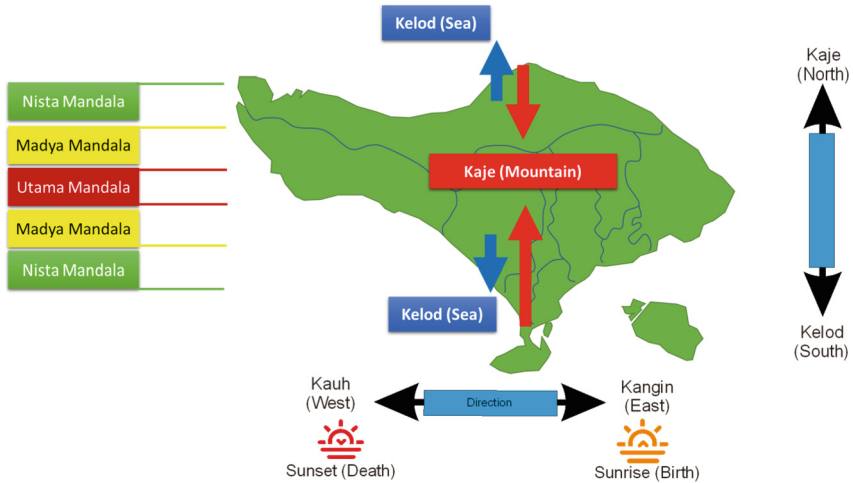 Kelod (Sea)
Kaje
(North)
Nista Mandala
Madya Mandala
Utama Mandala
Madya Mandala
Nista Mandala
Kaje (Mountain)
Kelod (Sea)
Kelod
(South)
Kauh
(West)
Direction
Kangin
(East)
Sunset (Death)
Sunrise (Birth)